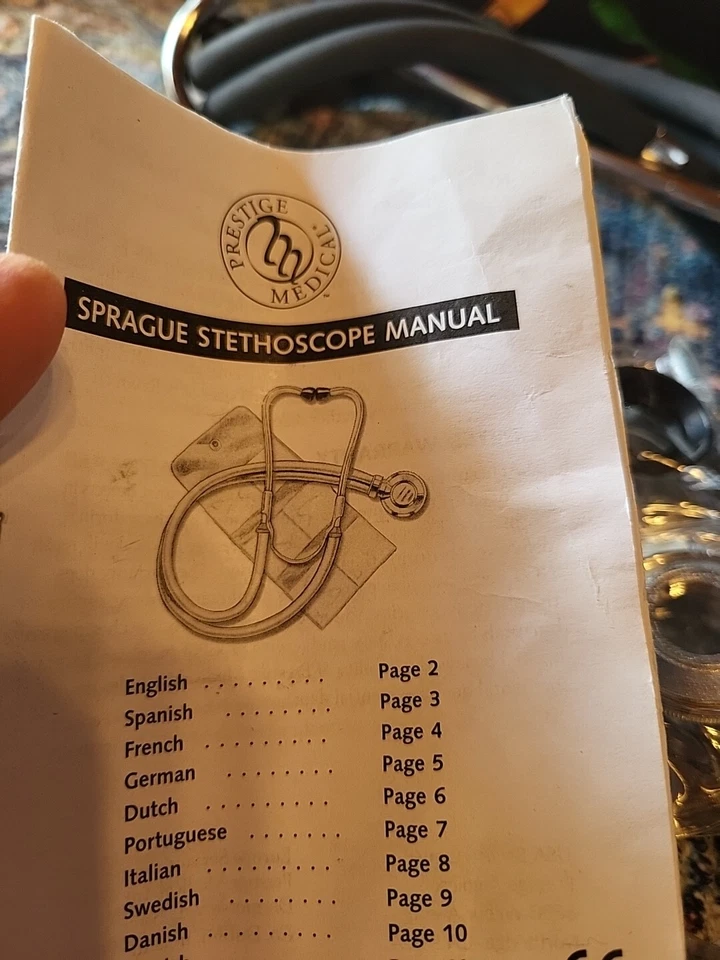 PRESTIGE MEDICAL
SPRAGUE STETHOSCOPE MANUAL
English . . . . . . . . . Page 2
Spanish . . . . . . . . Page 3
French . . . . . . . . . Page 4
German . . . . . . . . Page 5
Dutch . . . . . . . . . Page 6
Portuguese . . . . . . . Page 7
Italian . . . . . . . . . Page 8
Swedish . . . . . . . . Page 9
Danish . . . . . . . . . Page 10